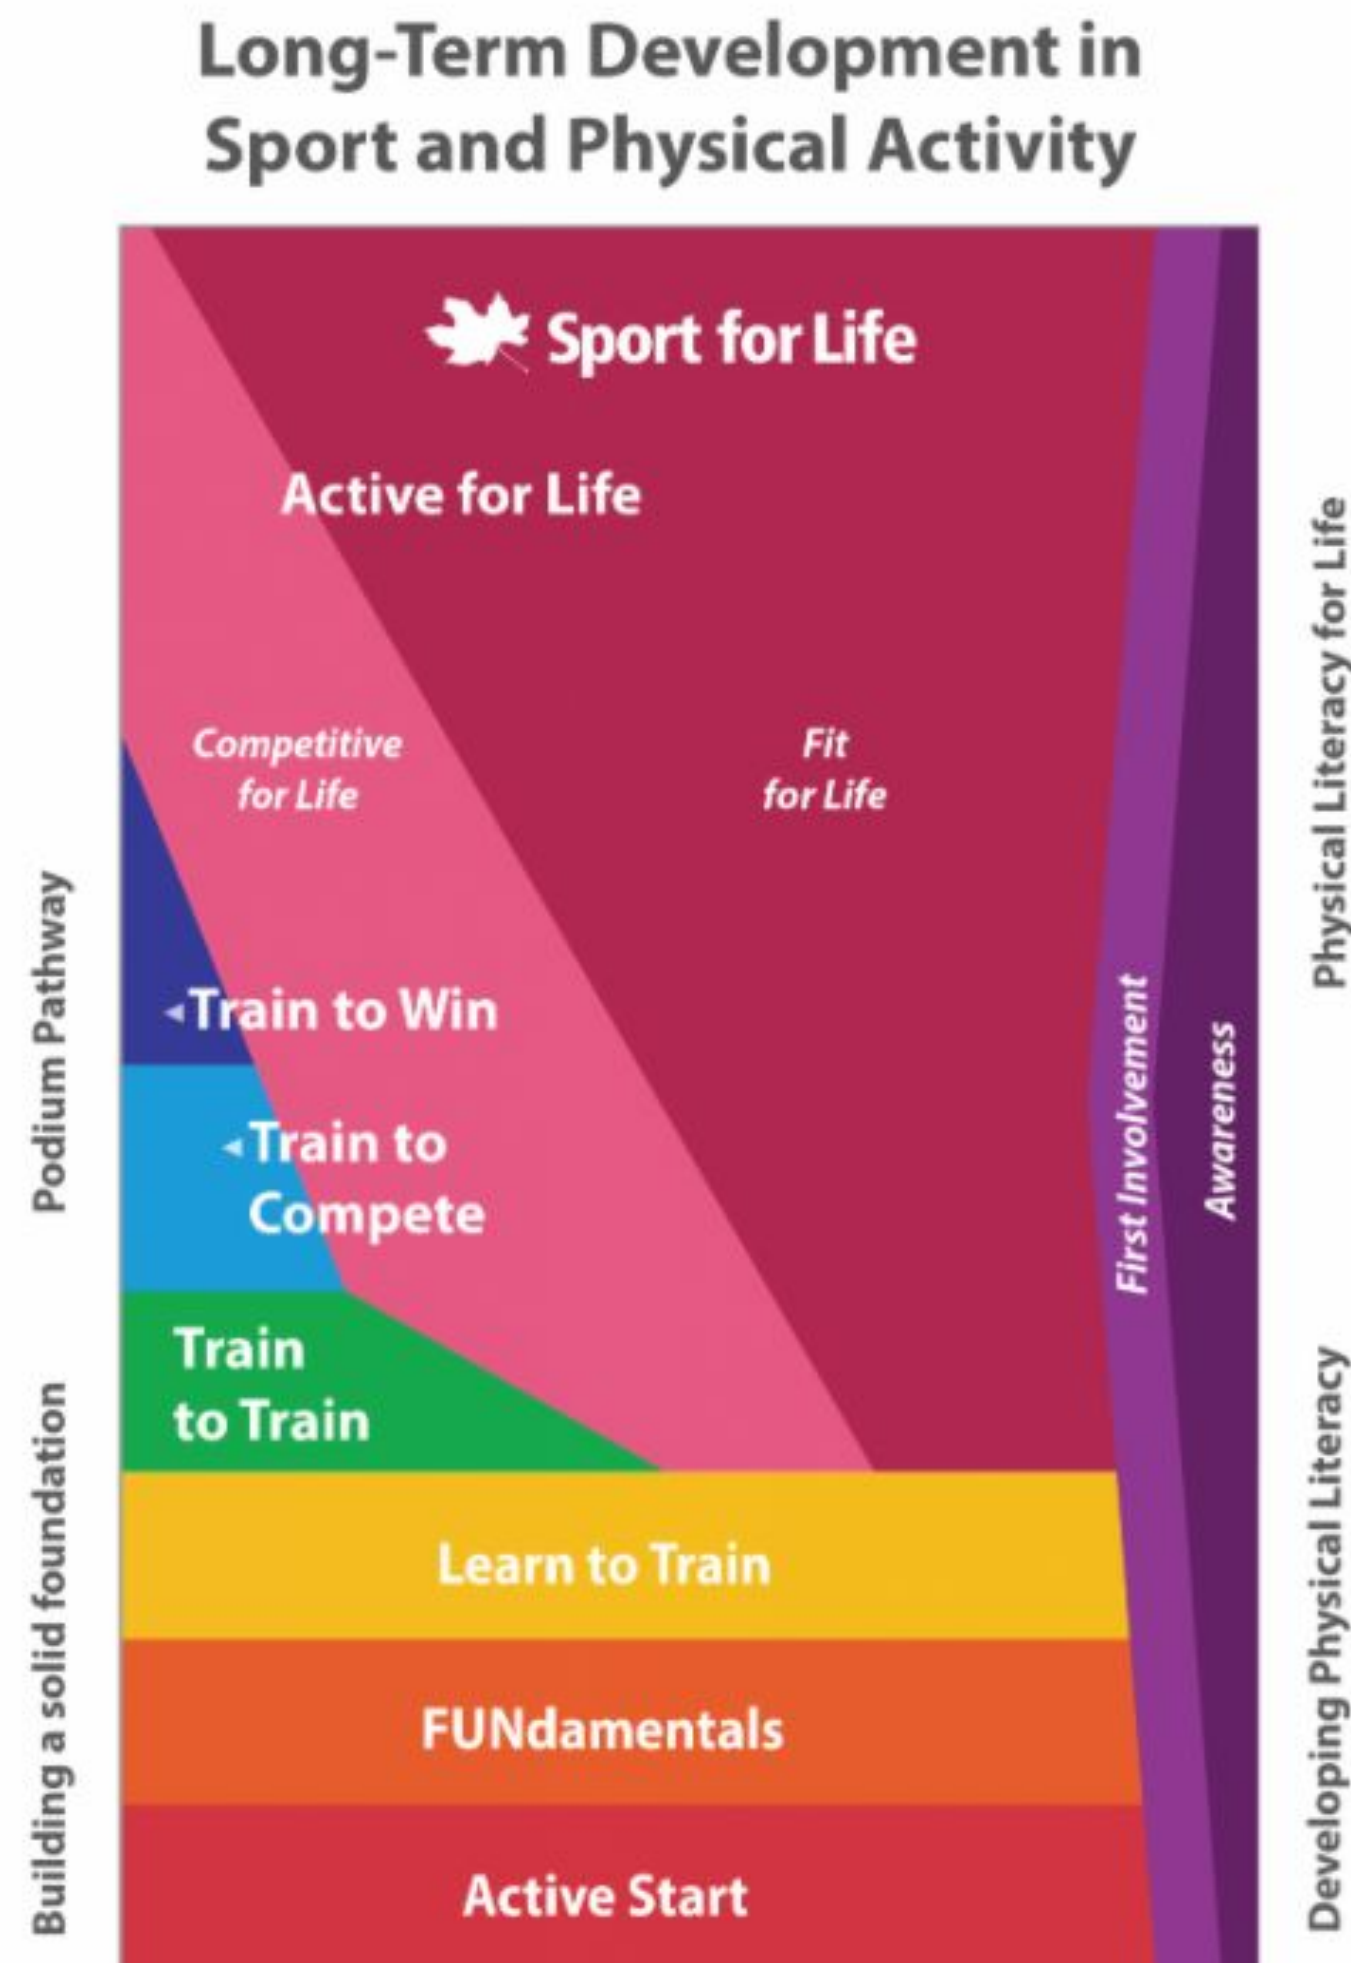 Long-Term Development in
Sport and Physical Activity
Sport for Life
Active for Life
Competitive
for Life
Fit
for Life
Train to Win
Train to
Compete
Train
to Train
Learn to Train
FUNdamentals
Active Start
Podium Pathway
Building a solid foundation
First Involvement
Awareness
Physical Literacy for Life
Developing Physical Literacy